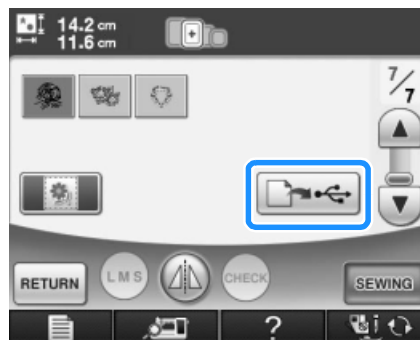 14.2 cm
11.6 cm
7/7
RETURN
L M S
CHECK
SEWING
?
i